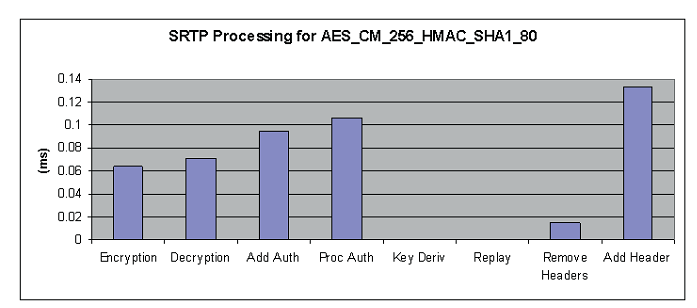 SRTP Processing for AES_CM_256_HMAC_SHA1_80
(ms)
0.14
0.12
0.1
0.08
0.06
0.04
0.02
0
Encryption
Decryption
Add Auth
Proc Auth
Key Deriv
Replay
Remove
Headers
Add Header